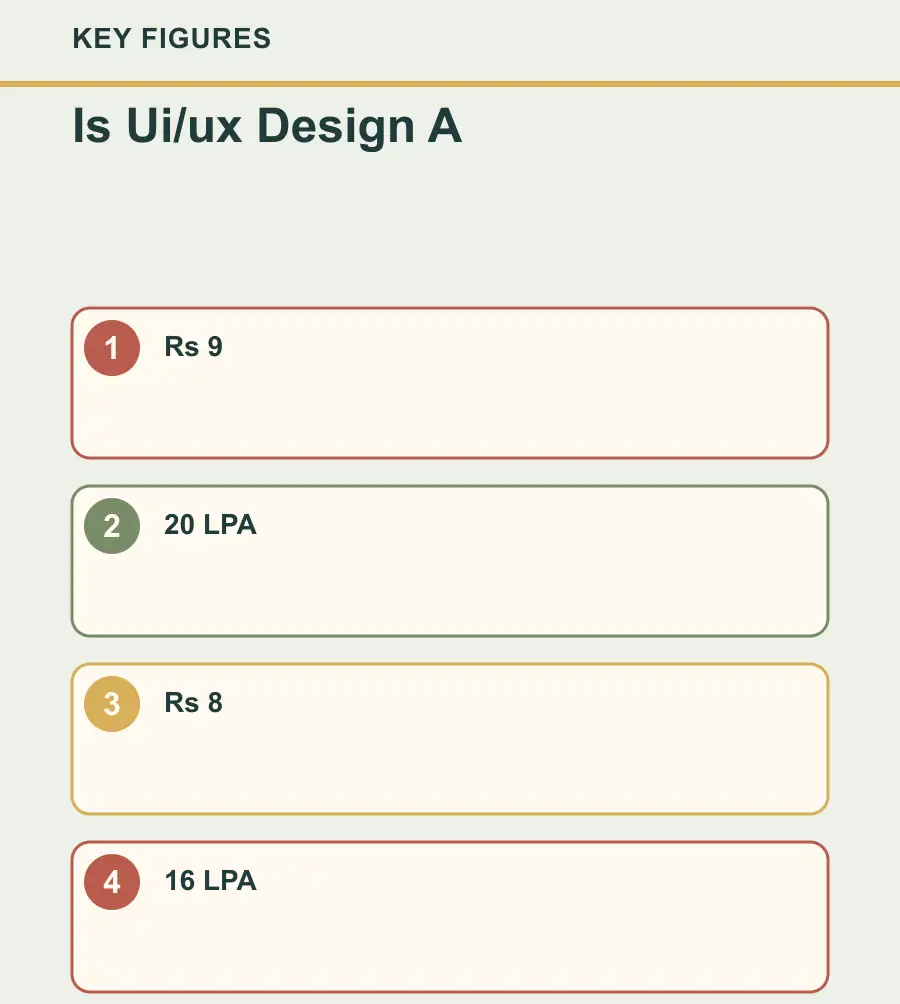 KEY FIGURES
Is Ui/ux Design A
1 Rs 9
2 20 LPA
3 Rs 8
4 16 LPA